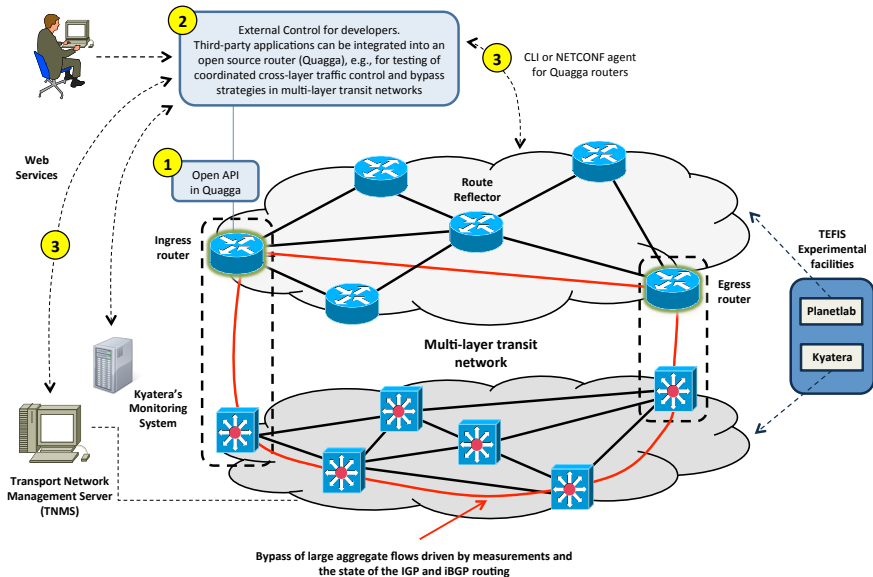 2
External Control for developers.
Third-party applications can be integrated into an
open source router (Quagga), e.g., for testing of
coordinated cross-layer traffic control and bypass
strategies in multi-layer transit networks
3
CLI or NETCONF agent
for Quagga routers
Web
Services
1
Open API
in Quagga
Route
Reflector
Ingress
router
3
TEFIS
Experimental
facilities
Egress
router
Planetlab
Kyatera
Multi-layer transit
network
Kyatera's
Monitoring
System
Transport Network
Management Server
(TNMS)
Bypass of large aggregate flows driven by measurements and
the state of the IGP and iBGP routing